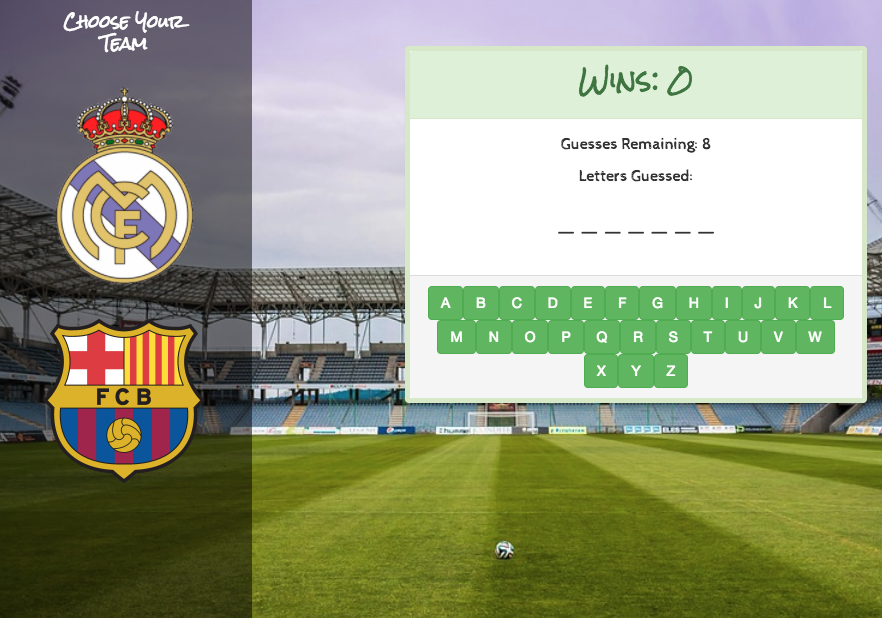 Choose Your
Team
FCB
Wins: 0
Guesses Remaining: 8
Letters Guessed:
_ _ _ _ _ _ _
A B C D E F G H I J K L
M N O P Q R S T U V W
X Y Z